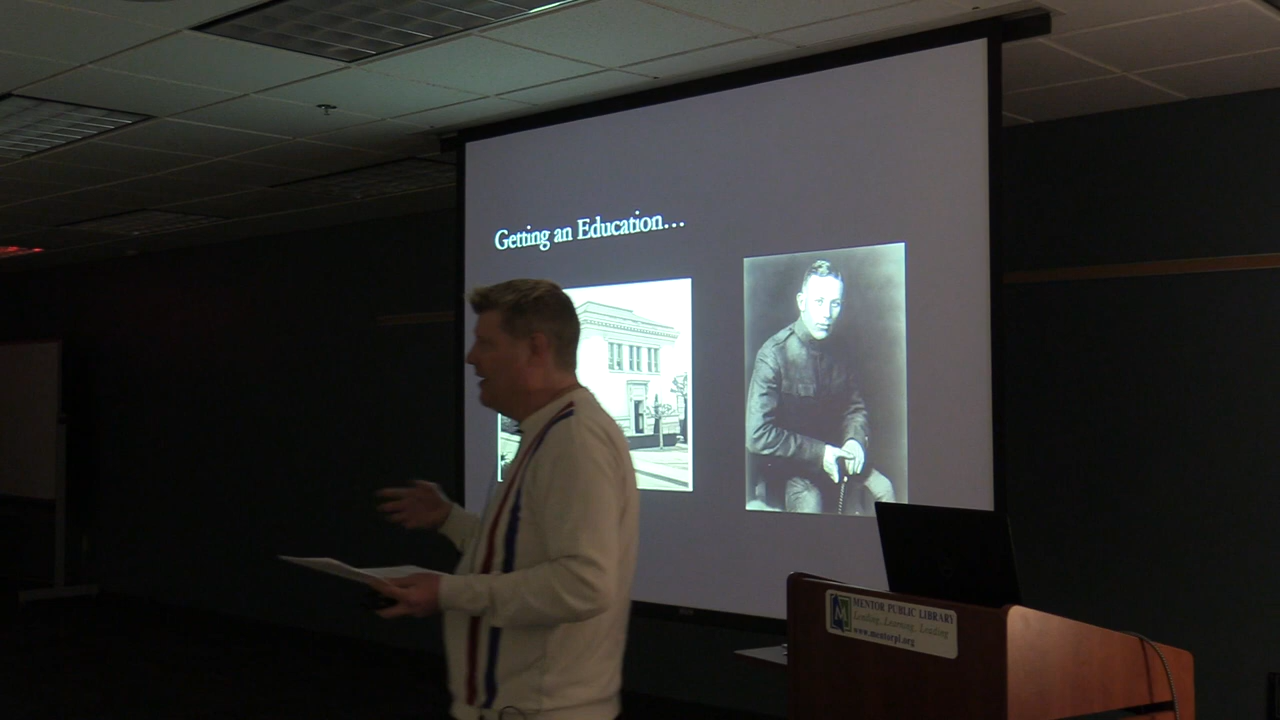 Getting an Education...
MENTOR PUBLIC LIBRARY
Lending, Learning, Leading
www.mentorpl.org